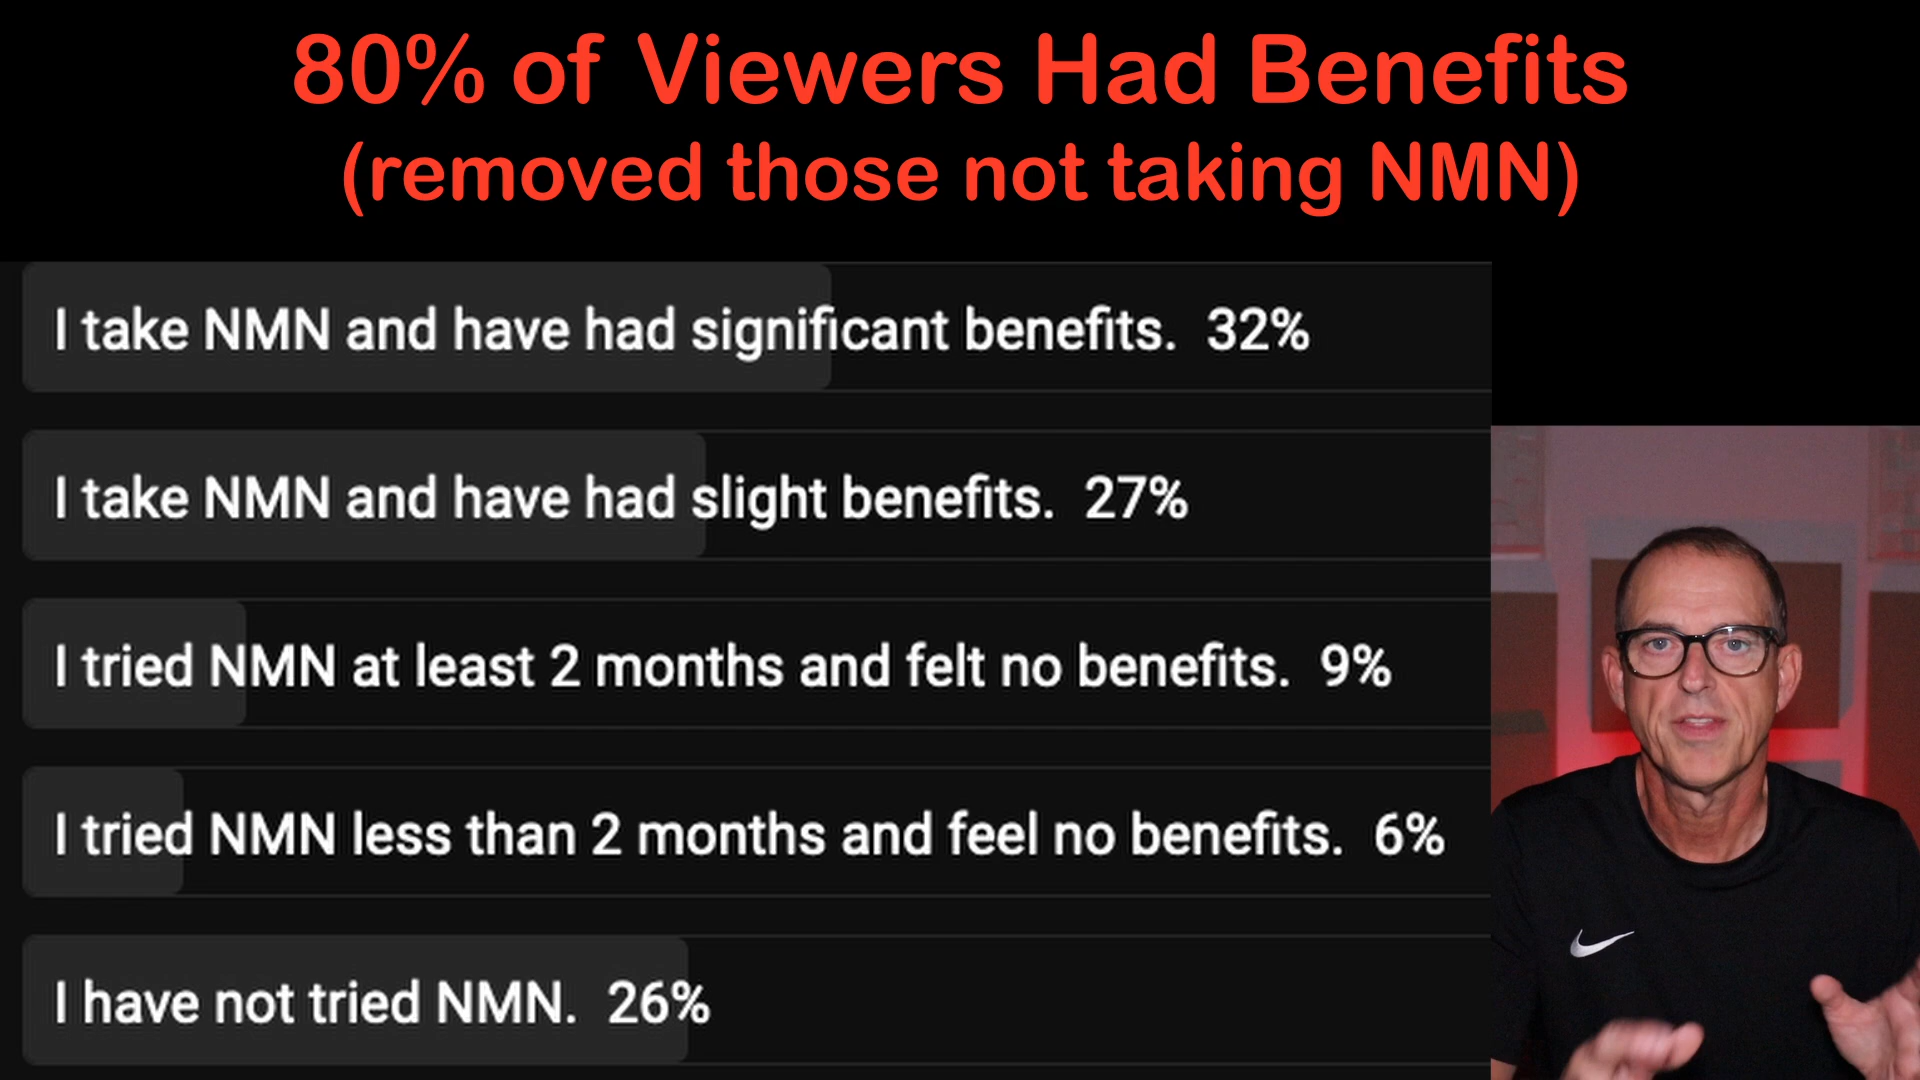 80% of Viewers Had Benefits
(removed those not taking NMN)
I take NMN and have had significant benefits. 32%
I take NMN and have had slight benefits. 27%
I tried NMN at least 2 months and felt no benefits. 9%
I tried NMN less than 2 months and feel no benefits. 6%
I have not tried NMN. 26%